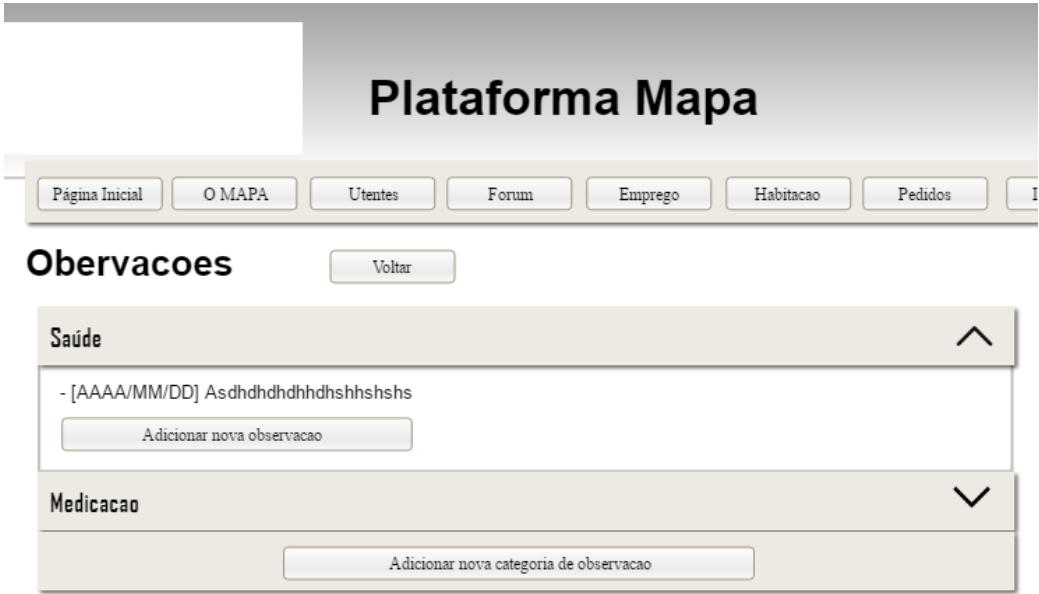 Plataforma Mapa
Página Inicial O MAPA Utentes Forum Emprego Habitacao Pedidos
Obervacoes Voltar
Saúde
- [AAAA/MM/DD] Asdhdhdhdhhdhshhshshs
Adicionar nova observacao
Medicacao
Adicionar nova categoria de observacao